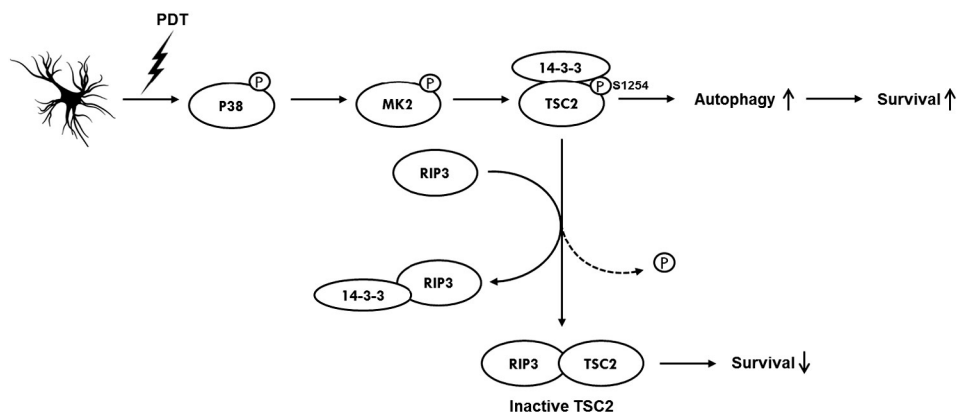 PDT
P38
P
MK2
P
14-3-3
TSC2
P
S1254
Autophagy ↑
Survival ↑
RIP3
14-3-3
RIP3
P
RIP3
TSC2
Survival ↓
Inactive TSC2